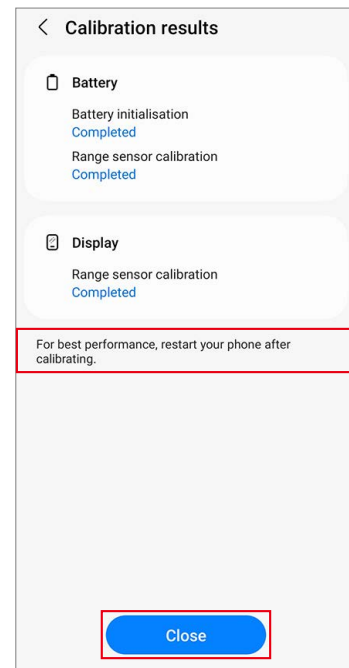 Calibration results
Battery
Battery initialisation
Completed
Range sensor calibration
Completed
Display
Range sensor calibration
Completed
For best performance, restart your phone after
calibrating.
Close